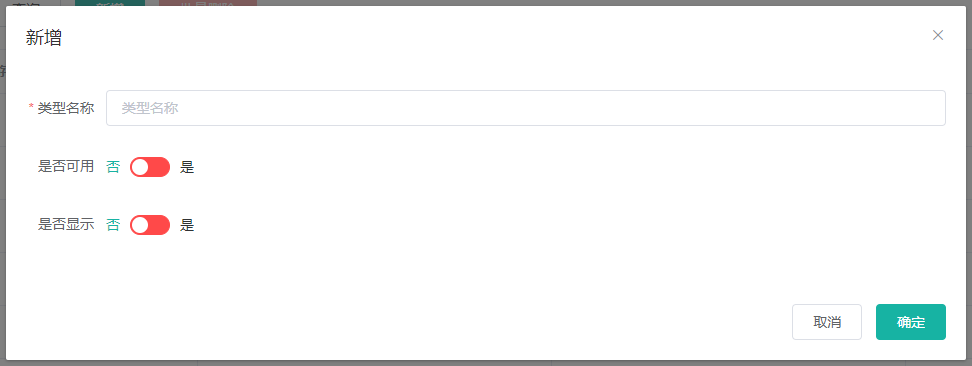 新增
* 类型名称 类型名称
是否可用 否 是
是否显示 否 是
取消 确定